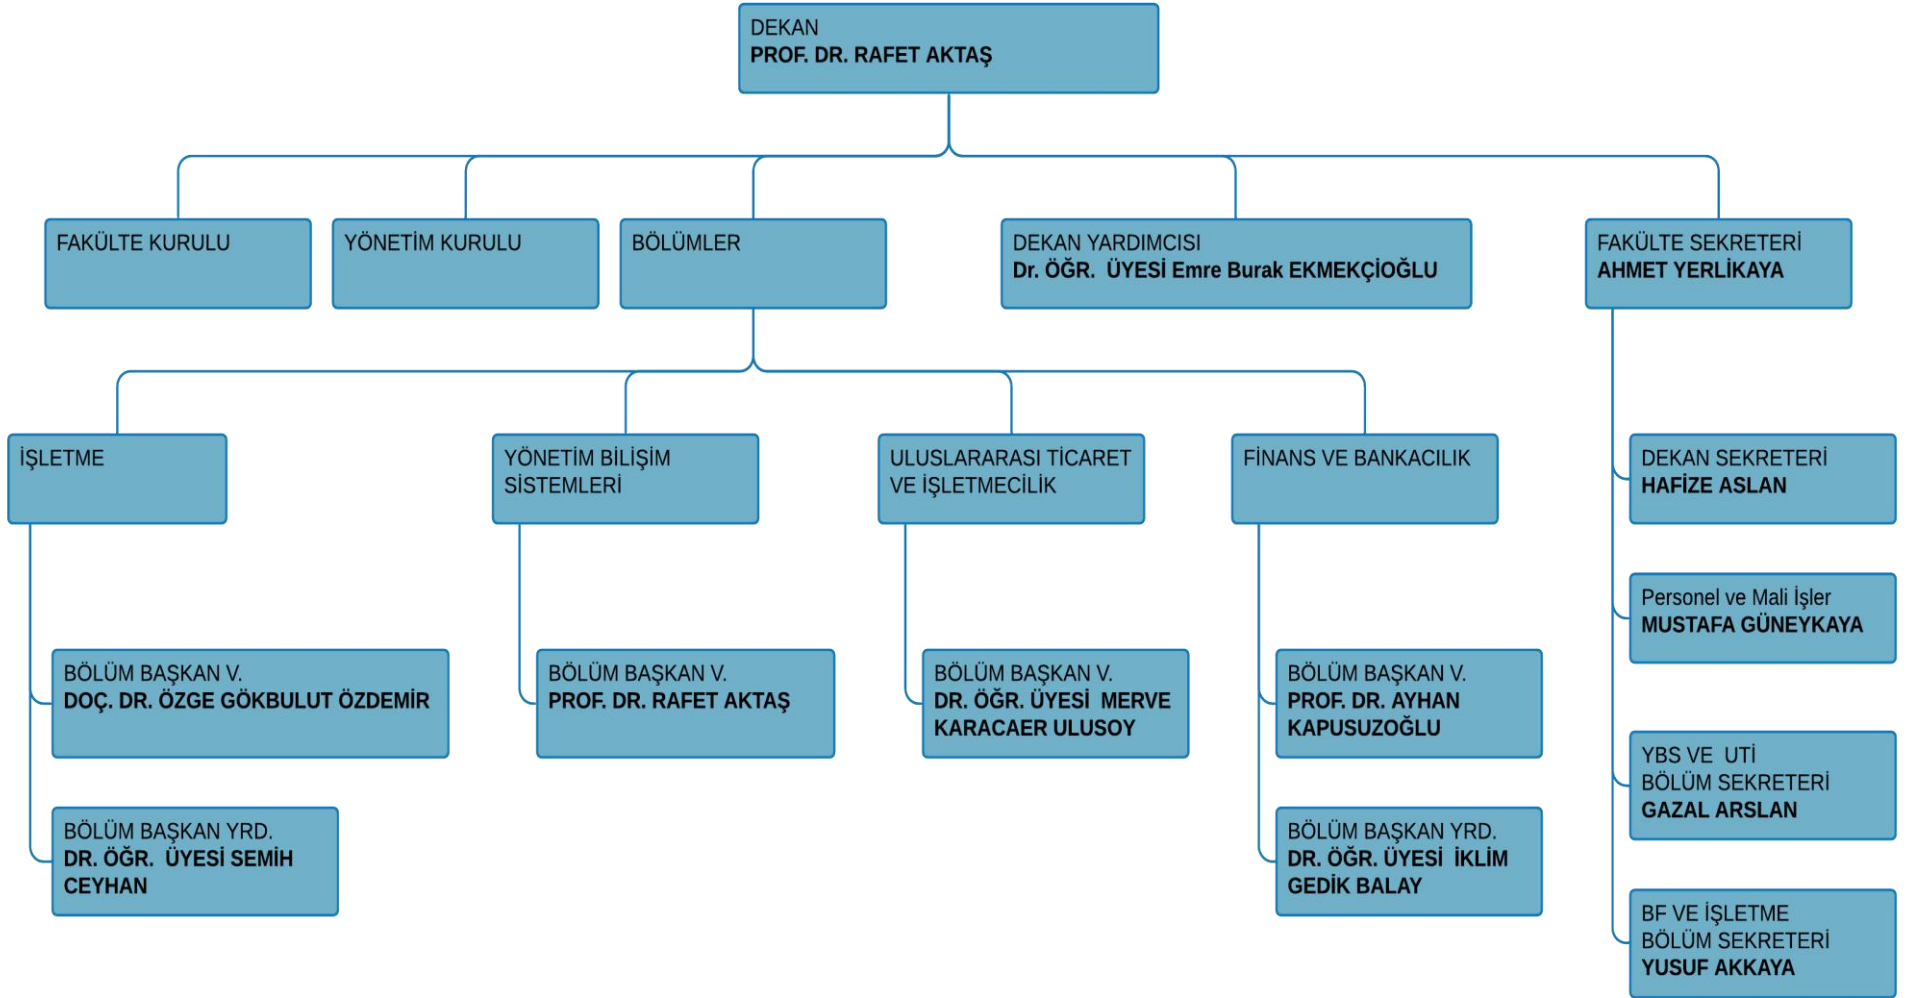 DEKAN
PROF. DR. RAFET AKTAŞ
FAKÜLTE KURULU
YÖNETİM KURULU
BÖLÜMLER
DEKAN YARDIMCISI
Dr. ÖĞR.  ÜYESİ Emre Burak EKMEKÇİOĞLU
FAKÜLTE SEKRETERİ
AHMET YERLİKAYA
İŞLETME
YÖNETİM BİLİŞİM
SİSTEMLERİ
ULUSLARARASI TİCARET
VE İŞLETMECİLİK
FİNANS VE BANKACILIK
DEKAN SEKRETERİ
HAFİZE ASLAN
Personel ve Mali İşler
MUSTAFA GÜNEYKAYA
BÖLÜM BAŞKAN V.
DOÇ. DR. ÖZGE GÖKBULUT ÖZDEMİR
BÖLÜM BAŞKAN V.
PROF. DR. RAFET AKTAŞ
BÖLÜM BAŞKAN V.
DR. ÖĞR. ÜYESİ  MERVE
KARACAER ULUSOY
BÖLÜM BAŞKAN V.
PROF. DR. AYHAN
KAPUSUZOĞLU
YBS VE  UTİ
BÖLÜM SEKRETERİ
GAZAL ARSLAN
BÖLÜM BAŞKAN YRD.
DR. ÖĞR.  ÜYESİ SEMİH
CEYHAN
BÖLÜM BAŞKAN YRD.
DR. ÖĞR. ÜYESİ  İKLİM
GEDİK BALAY
BF VE İŞLETME
BÖLÜM SEKRETERİ
YUSUF AKKAYA